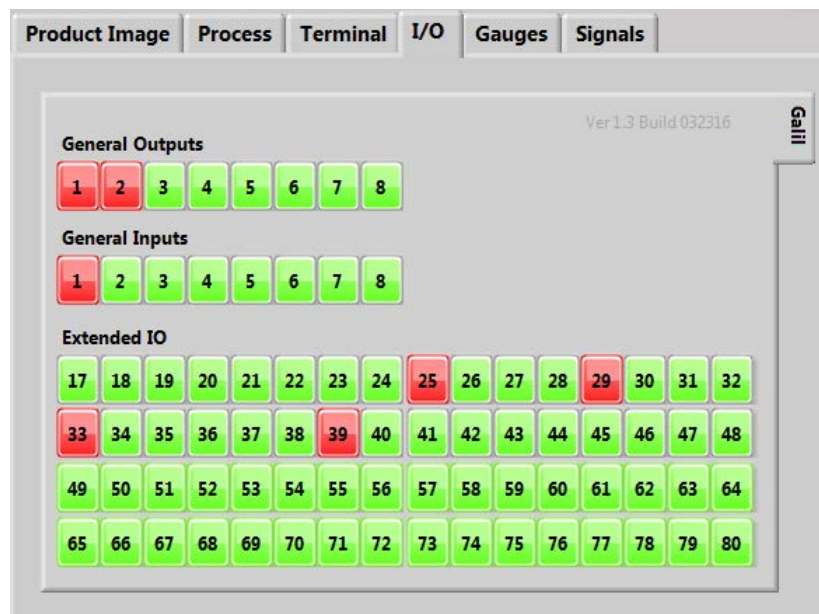 Product Image Process Terminal I/O Gauges Signals
Ver 1.3 Build 032316
Galil
General Outputs
1 2 3 4 5 6 7 8
General Inputs
1 2 3 4 5 6 7 8
Extended IO
17 18 19 20 21 22 23 24 25 26 27 28 29 30 31 32
33 34 35 36 37 38 39 40 41 42 43 44 45 46 47 48
49 50 51 52 53 54 55 56 57 58 59 60 61 62 63 64
65 66 67 68 69 70 71 72 73 74 75 76 77 78 79 80